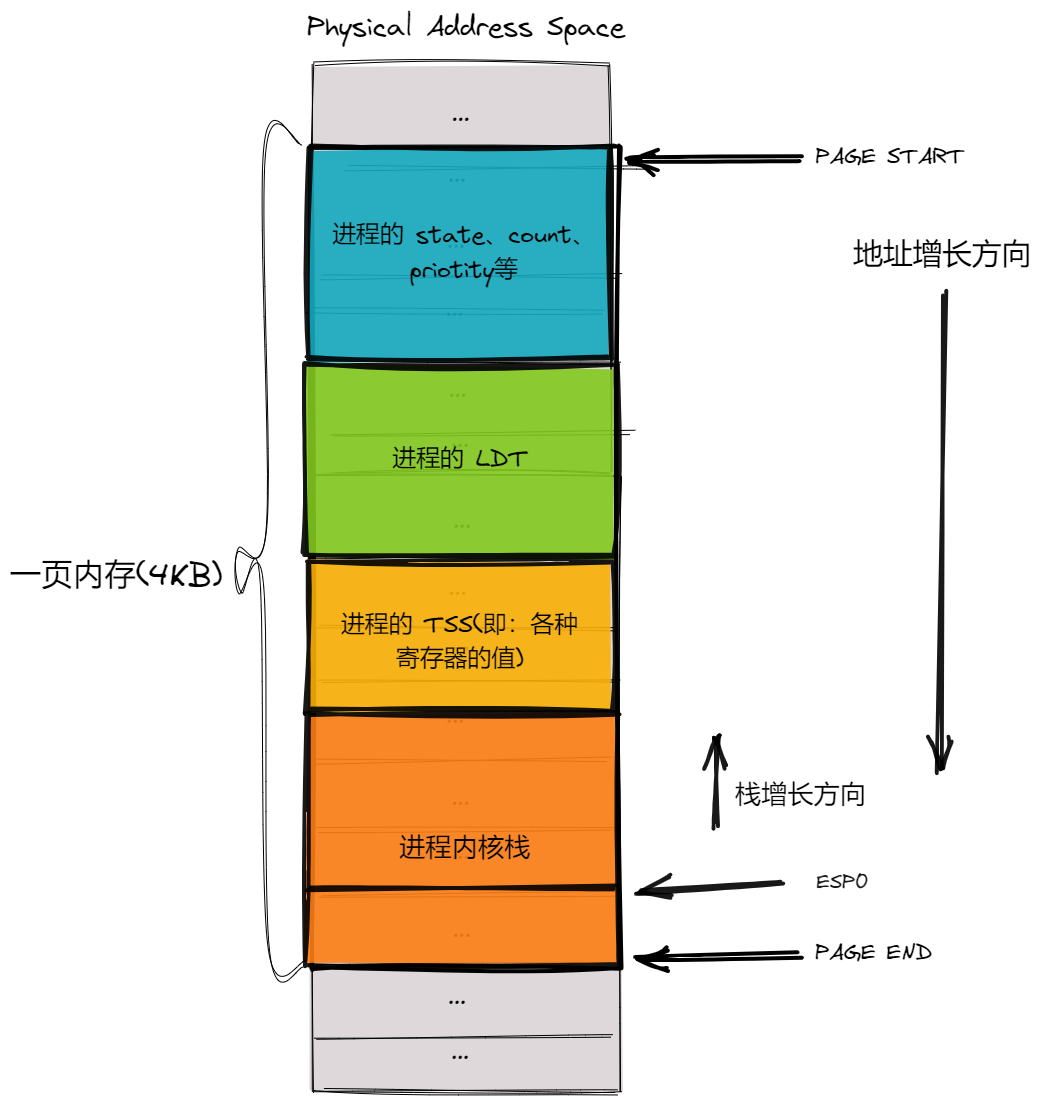 Physical Address Space
...
PAGE START
...
进程的 state、count、
priotity等
...
地址增长方向
...
进程的 LDT
...
一页内存(4KB)
...
进程的 TSS(即：各种
寄存器的值)
...
...
栈增长方向
进程内核栈
ESP0
...
PAGE END
...
...